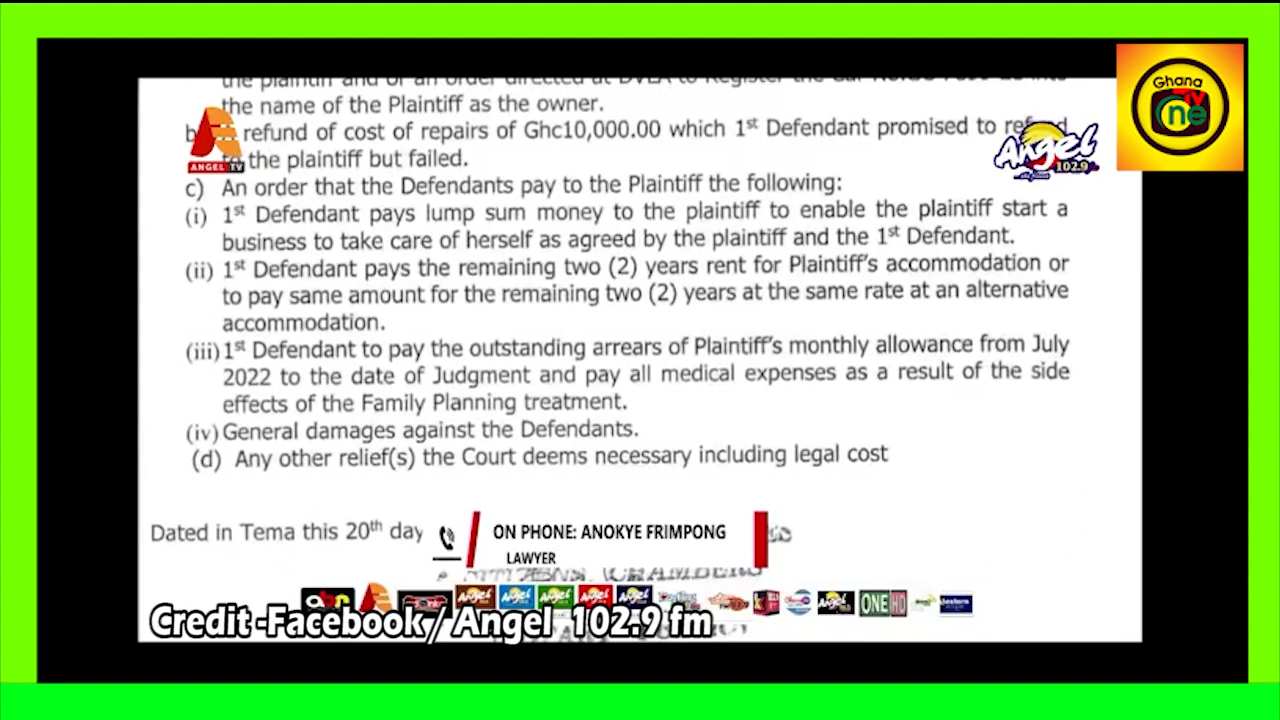 the name of the Plaintiff as the owner.
refund of cost of repairs of Ghc10,000.00 which 1st Defendant promised to refund
to the plaintiff but failed.
c) An order that the Defendants pay to the Plaintiff the following:
(i) 1st Defendant pays lump sum money to the plaintiff to enable the plaintiff start a
business to take care of herself as agreed by the plaintiff and the 1st Defendant.
(ii) 1st Defendant pays the remaining two (2) years rent for Plaintiff's accommodation or
to pay same amount for the remaining two (2) years at the same rate at an alternative
accommodation.
(iii) 1st Defendant to pay the outstanding arrears of Plaintiff's monthly allowance from July
2022 to the date of Judgment and pay all medical expenses as a result of the side
effects of the Family Planning treatment.
(iv) General damages against the Defendants.
(d) Any other relief(s) the Court deems necessary including legal cost
Dated in Tema this 20th day
ON PHONE: ANOKYE FRIMPONG
LAWYER
Credit -Facebook / Angel 102.9 fm
ANGEL TV
Angel
102.9
Ghana
One
TV
ONE HD